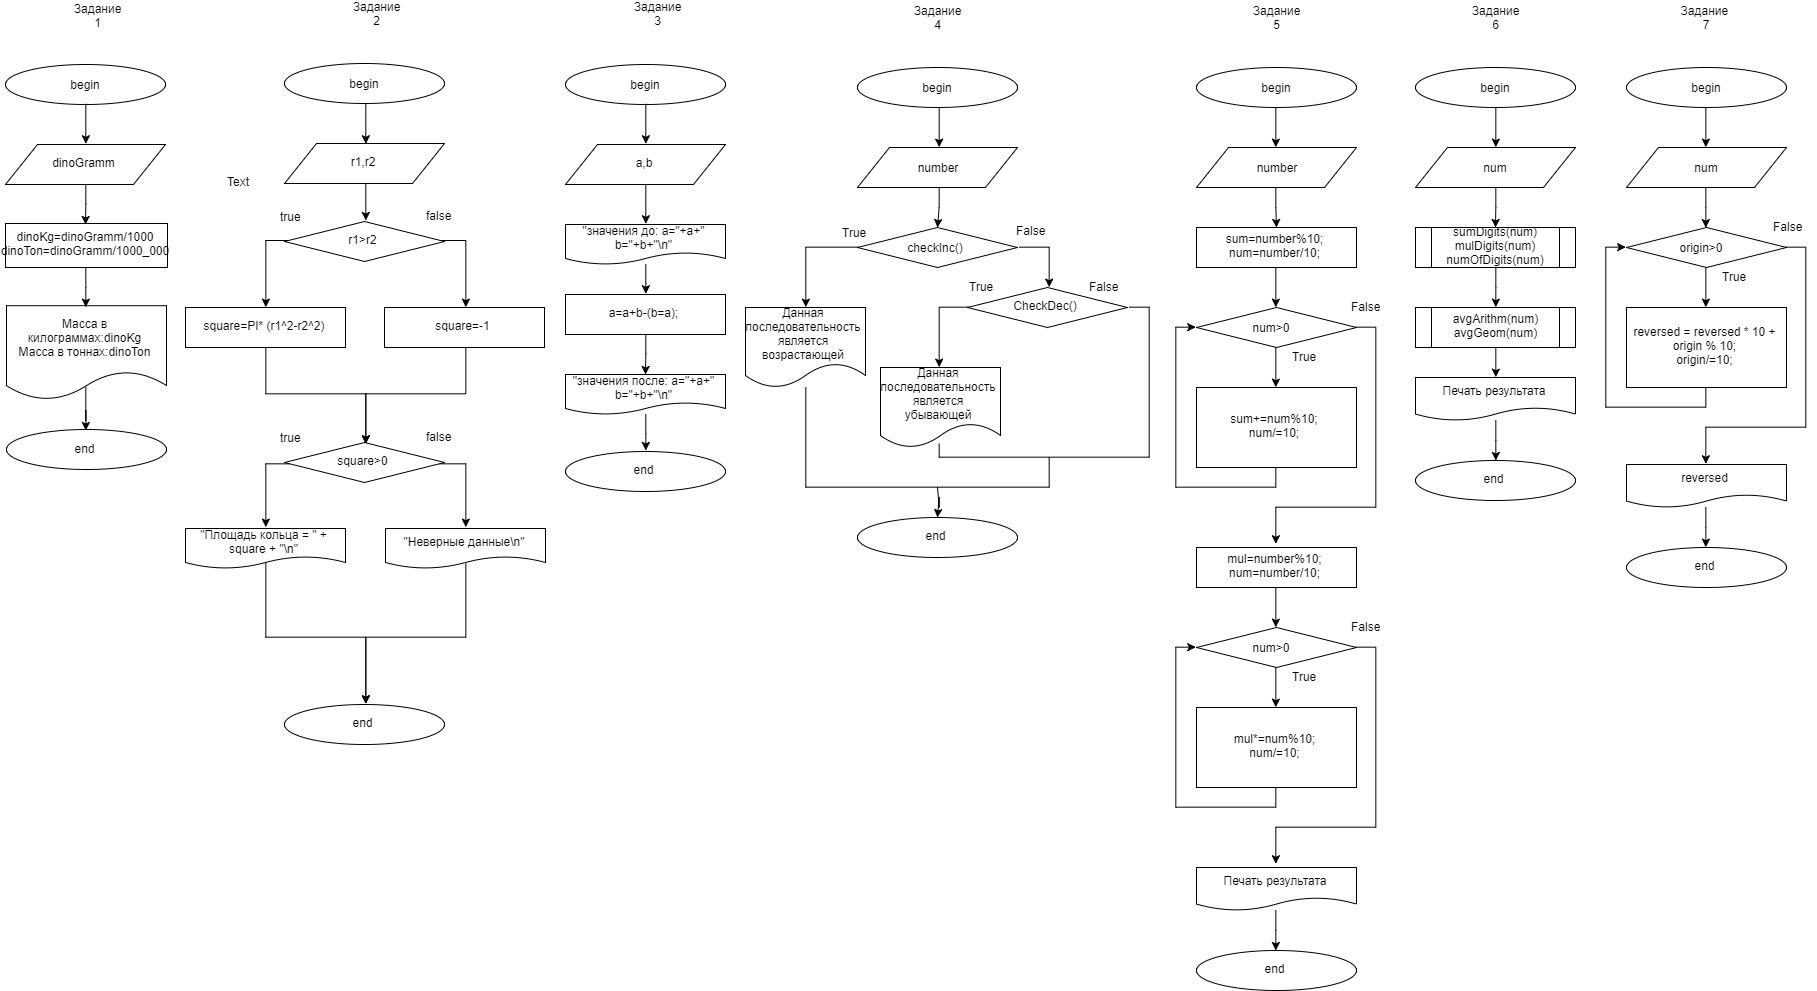 Задание
1
begin
dinoGramm
dinoKg=dinoGramm/1000
dinoTon=dinoGramm/1000_000
Масса в
килограммах:dinoKg
Масса в тоннах:dinoTon
end
Задание
2
begin
r1,r2
Text
true
false
r1>r2
square=PI* (r1^2-r2^2)
square=-1
true
false
square>0
"Площадь кольца = " +
square + "\n"
"Неверные данные\n"
end
Задание
3
begin
a,b
"значения до: a="+a+"
b="+b+"\n"
a=a+b-(b=a);
"значения после: a="+a+"
b="+b+"\n"
end
Задание
4
begin
number
True
False
checkInc()
True
False
CheckDec()
Данная
последовательность
является
возрастающей
Данная
последовательность
является
убывающей
end
Задание
5
begin
number
sum=number%10;
num=number/10;
False
num>0
True
sum+=num%10;
num/=10;
mul=number%10;
num=number/10;
False
num>0
True
mul*=num%10;
num/=10;
Печать результата
end
Задание
6
begin
num
sumDigits(num)
mulDigits(num)
numOfDigits(num)
avgArithm(num)
avgGeom(num)
Печать результата
end
Задание
7
begin
num
False
origin>0
True
reversed = reversed * 10 +
origin % 10;
origin/=10;
reversed
end